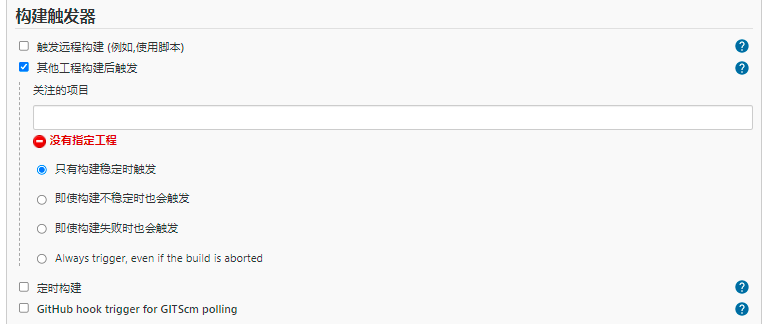 构建触发器
触发远程构建 (例如,使用脚本)
其他工程构建后触发
关注的项目
没有指定工程
只有构建稳定时触发
即使构建不稳定时也会触发
即使构建失败时也会触发
Always trigger, even if the build is aborted
定时构建
GitHub hook trigger for GITScm polling